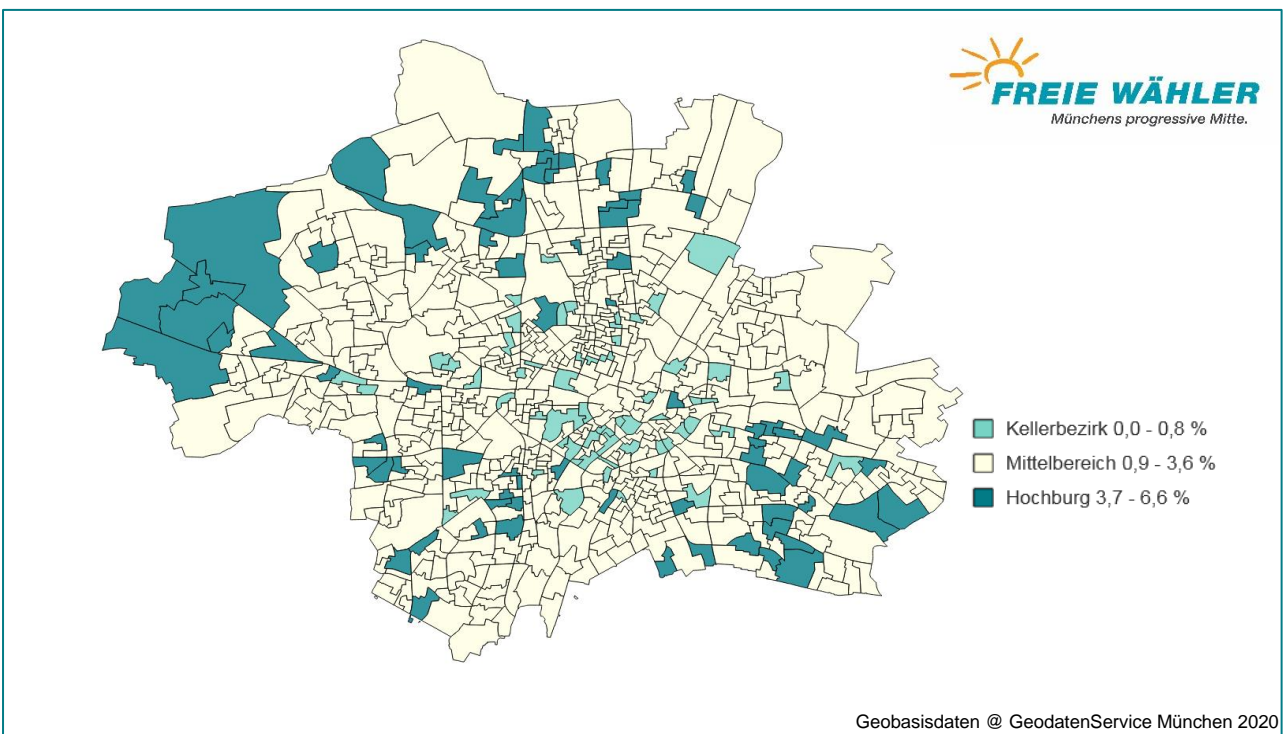 FREIE WÄHLER
Münchens progressive Mitte.
Kellerbezirk 0,0 - 0,8 %
Mittelbereich 0,9 - 3,6 %
Hochburg 3,7 - 6,6 %
Geobasisdaten @ GeodatenService München 2020